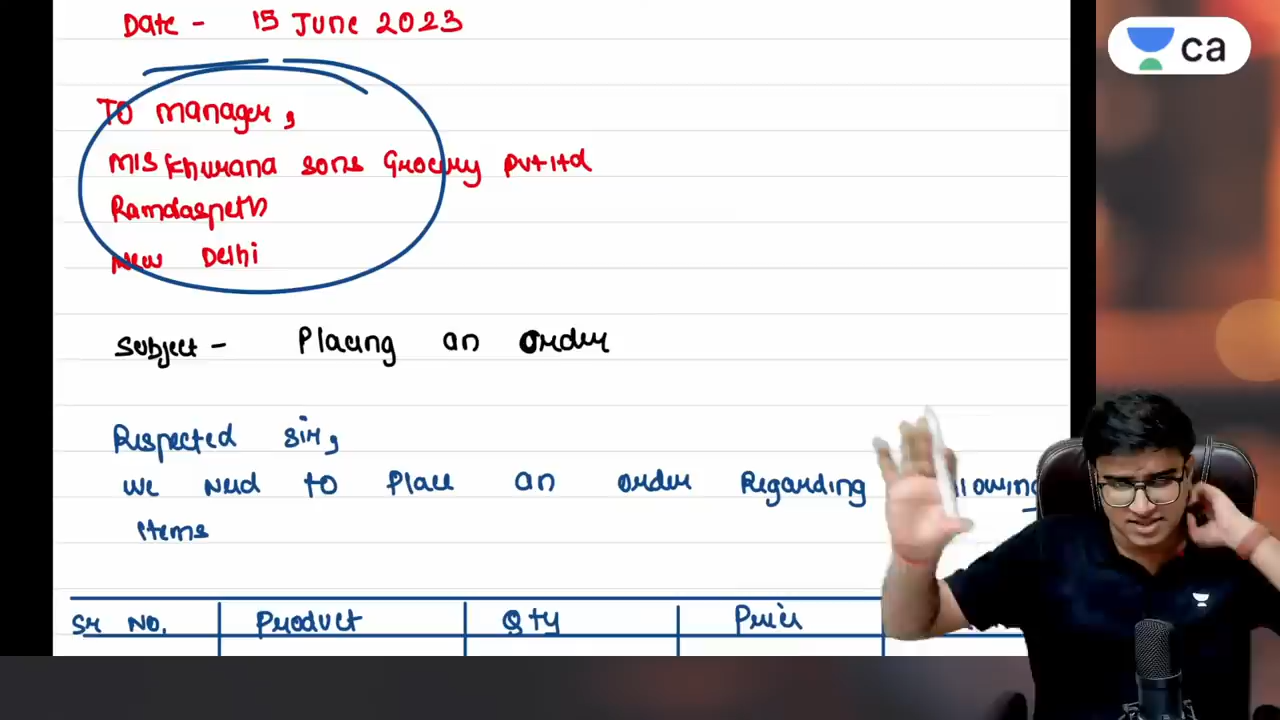 Date - 15 June 2023
ca
To manager,
M/S Khurana sons Grocery Pvt ltd
Ramdaspeth
New Delhi
Subject - Placing an order
Respected sir,
we need to place an order Regarding
items
Sr No. Product Qty Price